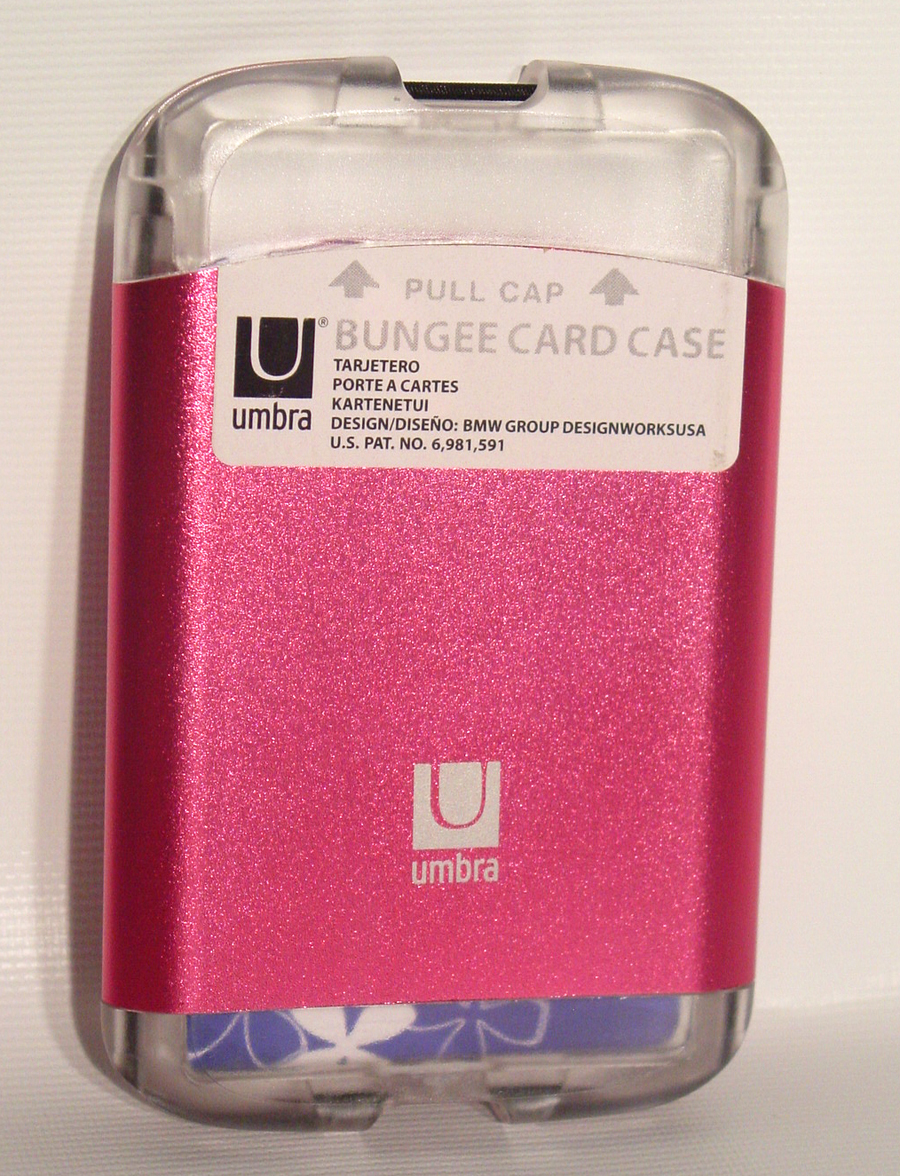 PULL CAP
U®
BUNGEE CARD CASE
TARJETERO
PORTE A CARTES
KARTENETUI
umbra
DESIGN/DISEÑO: BMW GROUP DESIGNWORKSUSA
U.S. PAT. NO. 6,981,591
U
umbra